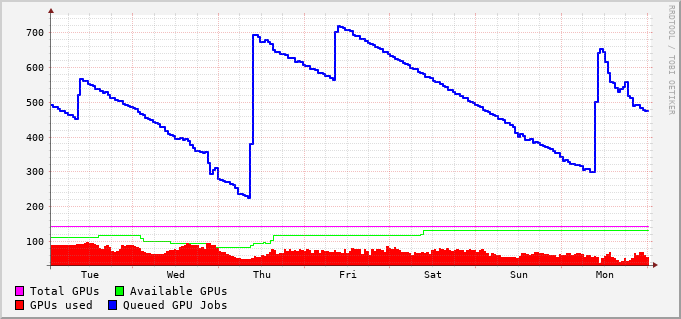 700
600
500
400
300
200
100
Tue Wed Thu Fri Sat Sun Mon
Total GPUs Available GPUs
GPUs used Queued GPU Jobs
RRDTOOL / TOBI OETIKER